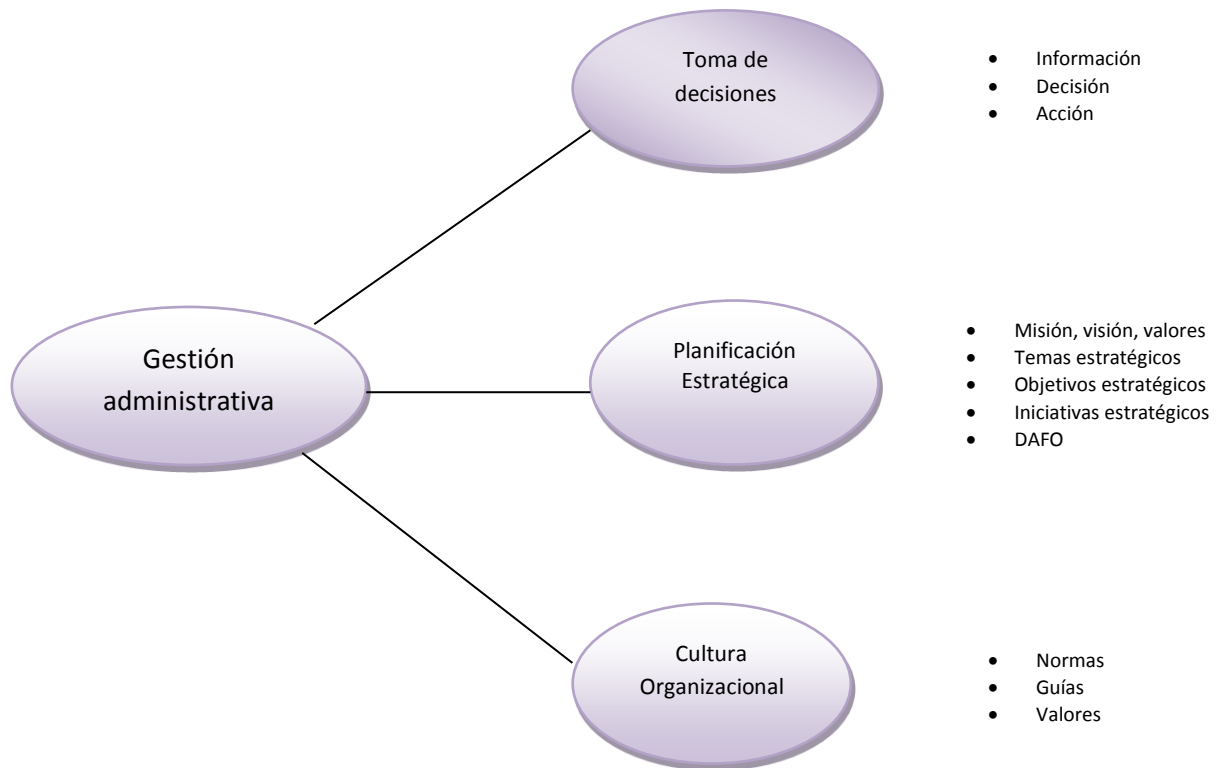 Toma de
decisiones
• Información
• Decisión
• Acción
Gestión
administrativa
Planificación
Estratégica
• Misión, visión, valores
• Temas estratégicos
• Objetivos estratégicos
• Iniciativas estratégicos
• DAFO
Cultura
Organizacional
• Normas
• Guías
• Valores